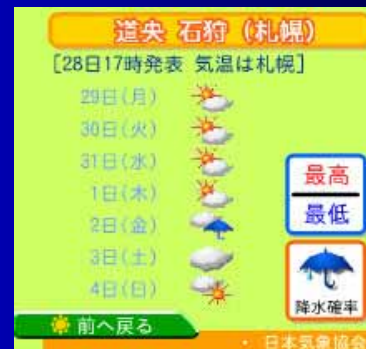 道央 石狩（札幌）
[28日17時発表 気温は札幌]
29日(月)
30日(火)
31日(水)
1日(木)
2日(金)
3日(土)
4日(日)
最高
最低
降水確率
前へ戻る
・ 日本気象協会